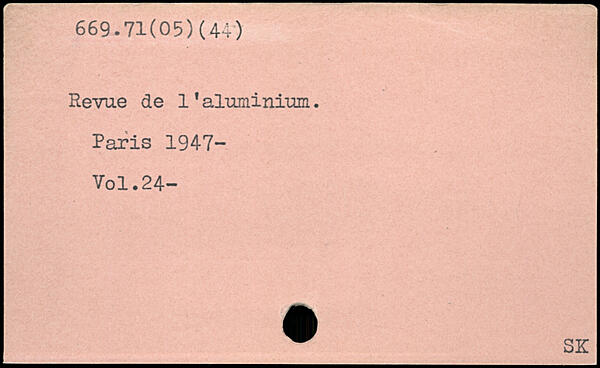 669.71(05)(44)
Revue de l'aluminium.
Paris 1947-
Vol.24-
SK